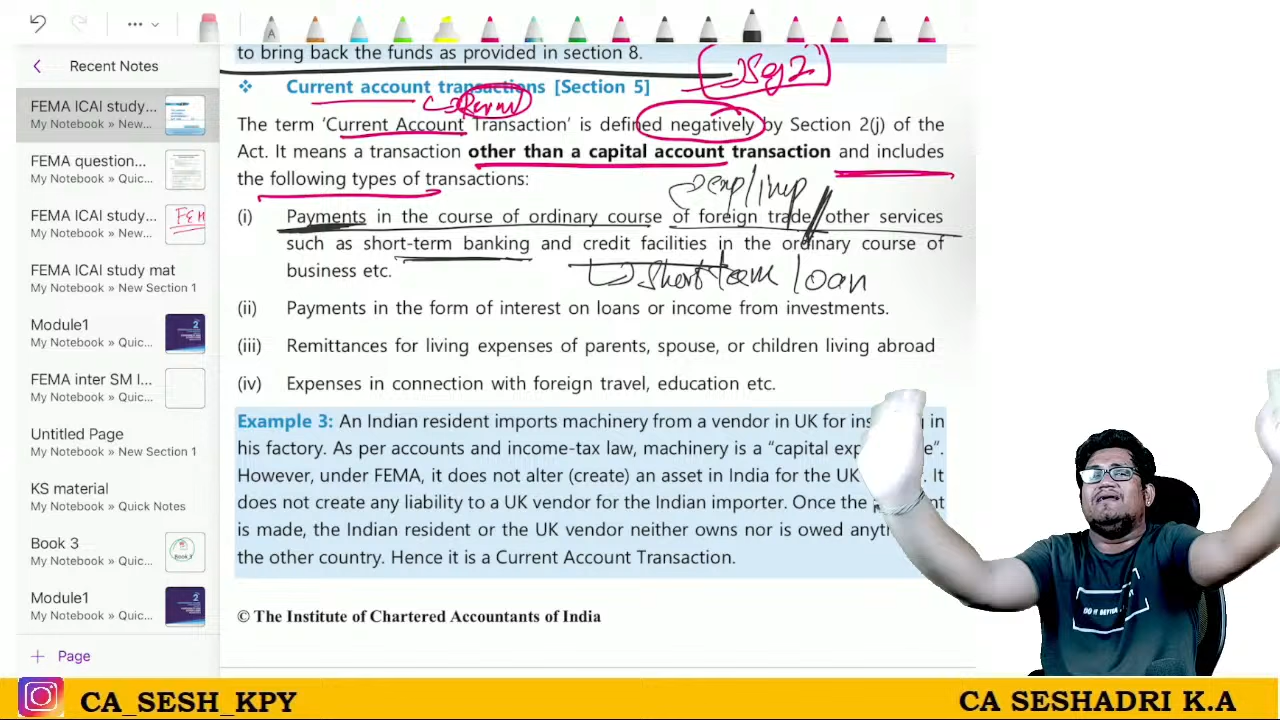 A
Recent Notes
FEMA ICAI study...
My Notebook » New...
FEMA question...
My Notebook » Quic...
FEMA ICAI study...
My Notebook » New...
FEM
FEMA ICAI study mat
My Notebook » New Section 1
Module1
My Notebook » Quic...
2
FEMA inter SM I...
My Notebook » Quic...
Untitled Page
My Notebook » New Section 1
KS material
My Notebook » Quick Notes
Book 3
My Notebook » Quic...
Module1
My Notebook » Quic...
2
+ Page
to bring back the funds as provided in section 8.
Current account transactions [Section 5]
The term ‘Current Account Transaction’ is defined negatively by Section 2(j) of the
Act. It means a transaction other than a capital account transaction and includes
the following types of transactions:
exp/imp
(i) Payments in the course of ordinary course of foreign trade, other services
such as short-term banking and credit facilities in the ordinary course of
business etc.
short term loan
(ii) Payments in the form of interest on loans or income from investments.
(iii) Remittances for living expenses of parents, spouse, or children living abroad
(iv) Expenses in connection with foreign travel, education etc.
Example 3: An Indian resident imports machinery from a vendor in UK for in
his factory. As per accounts and income-tax law, machinery is a “capital
However, under FEMA, it does not alter (create) an asset in India for the UK It
does not create any liability to a UK vendor for the Indian importer. Once the
is made, the Indian resident or the UK vendor neither owns nor is owed
the other country. Hence it is a Current Account Transaction.
© The Institute of Chartered Accountants of India
DO IT BETTER
CA_SESH_KPY
CA SESHADRI K.A